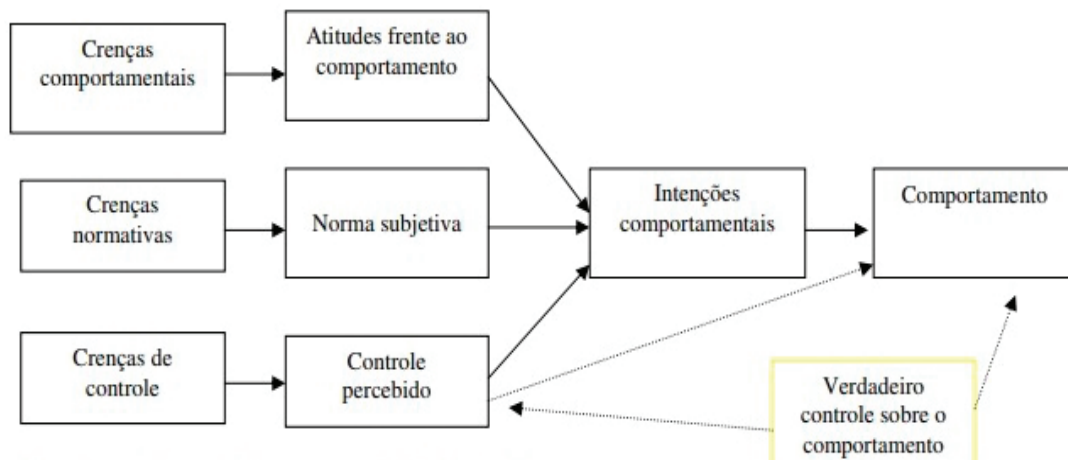 Crenças
comportamentais
Atitudes frente ao
comportamento
Crenças
normativas
Norma subjetiva
Intenções
comportamentais
Comportamento
Crenças de
controle
Controle
percebido
Verdadeiro
controle sobre o
comportamento